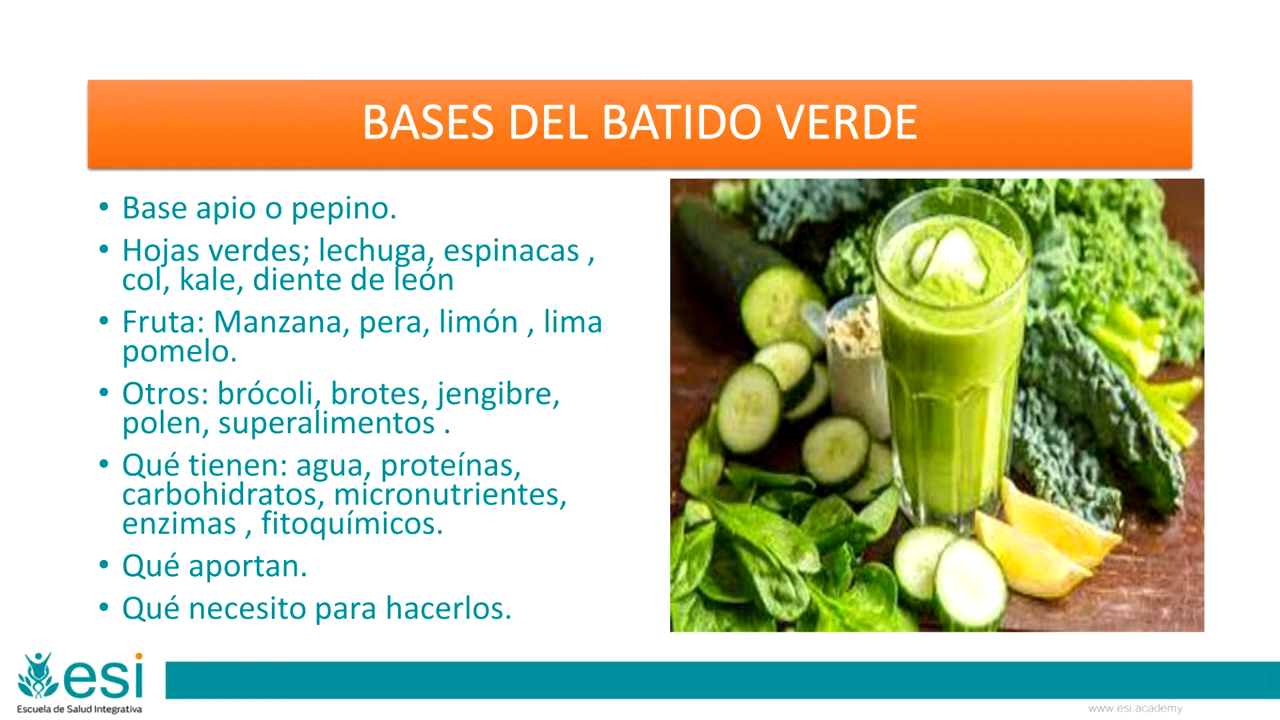 BASES DEL BATIDO VERDE
• Base apio o pepino.
• Hojas verdes; lechuga, espinacas ,
col, kale, diente de león
• Fruta: Manzana, pera, limón , lima
pomelo.
• Otros: brócoli, brotes, jengibre,
polen, superalimentos .
• Qué tienen: agua, proteínas,
carbohidratos, micronutrientes,
enzimas , fitoquímicos.
• Qué aportan.
• Qué necesito para hacerlos.
esi
Escuela de Salud Integrativa
www.esi.academy